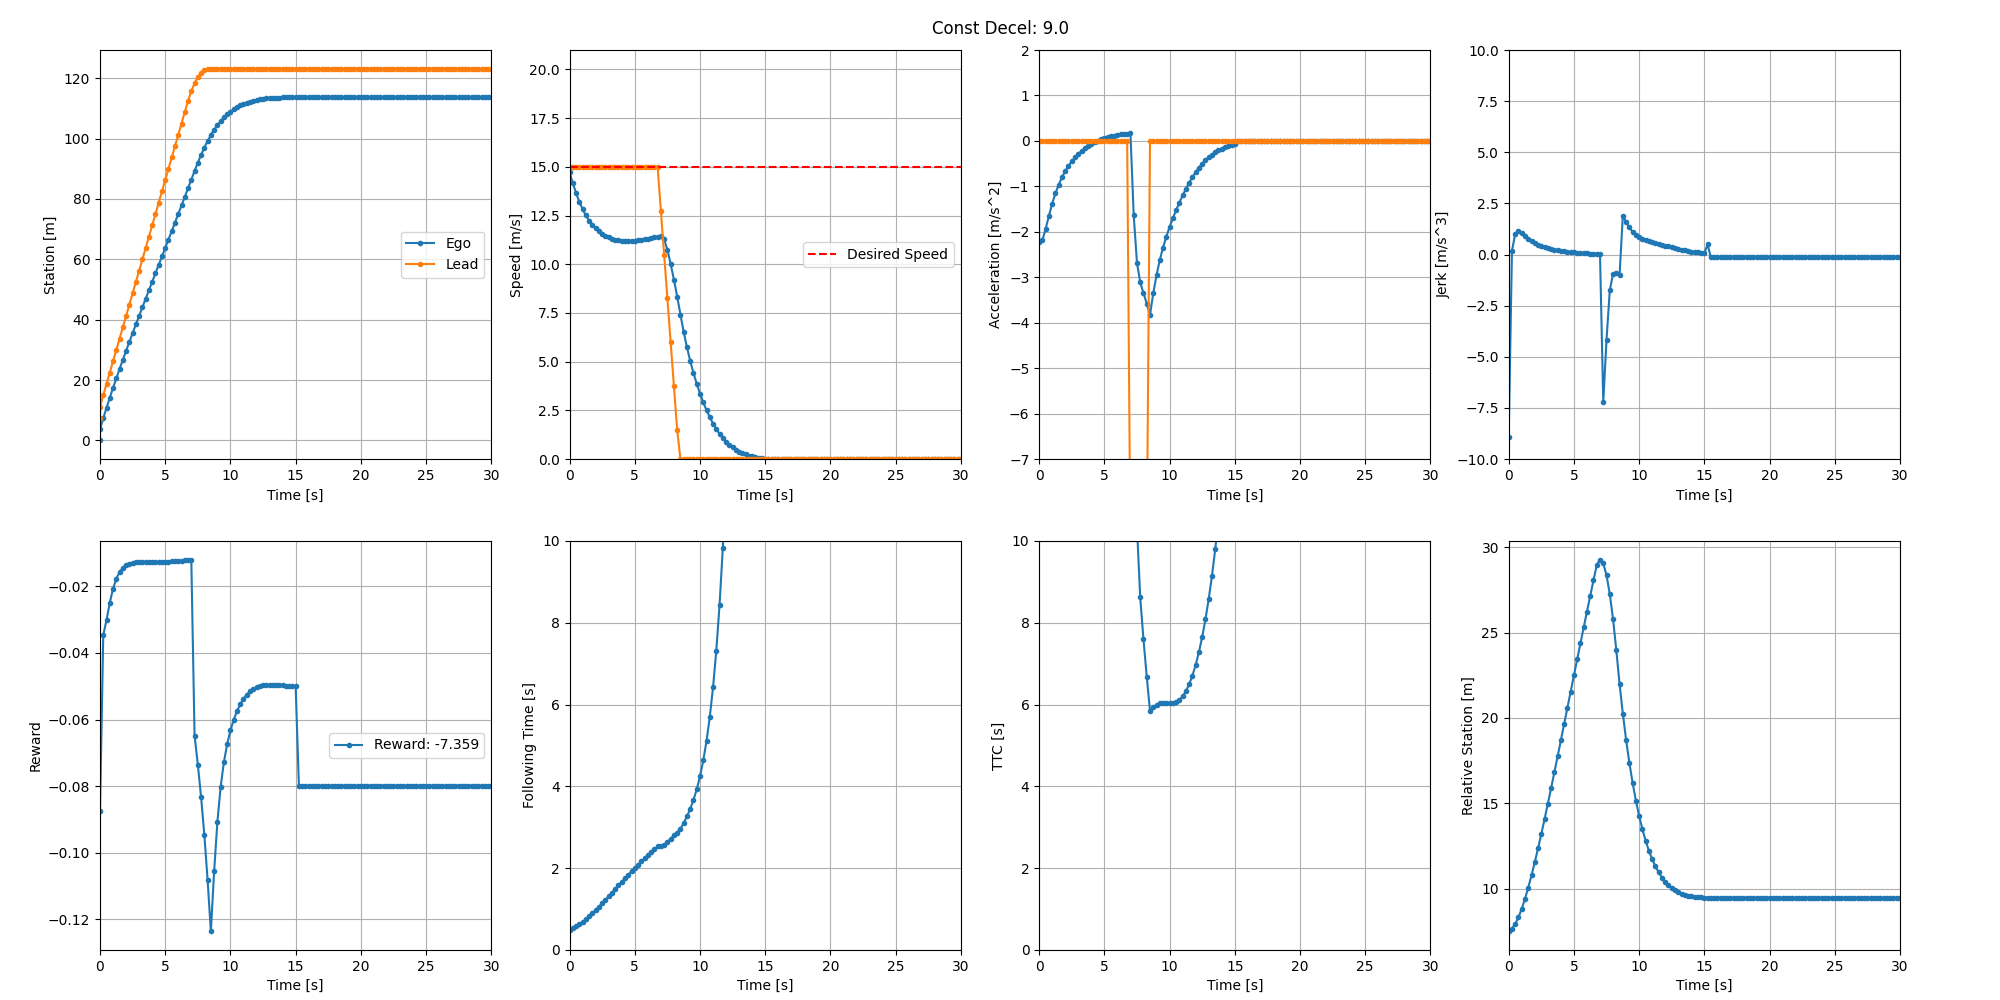 Const Decel: 9.0
Station [m]
120
100
80
60
40
20
0
Ego
Lead
0 5 10 15 20 25 30
Time [s]
Speed [m/s]
20.0
17.5
15.0
12.5
10.0
7.5
5.0
2.5
0.0
Desired Speed
0 5 10 15 20 25 30
Time [s]
Acceleration [m/s^2]
2
1
0
−1
−2
−3
−4
−5
−6
−7
0 5 10 15 20 25 30
Time [s]
Jerk [m/s^3]
10.0
7.5
5.0
2.5
0.0
−2.5
−5.0
−7.5
−10.0
0 5 10 15 20 25 30
Time [s]
Reward
−0.02
−0.04
−0.06
−0.08
−0.10
−0.12
Reward: -7.359
0 5 10 15 20 25 30
Time [s]
Following Time [s]
10
8
6
4
2
0
0 5 10 15 20 25 30
Time [s]
TTC [s]
10
8
6
4
2
0
0 5 10 15 20 25 30
Time [s]
Relative Station [m]
30
25
20
15
10
0 5 10 15 20 25 30
Time [s]